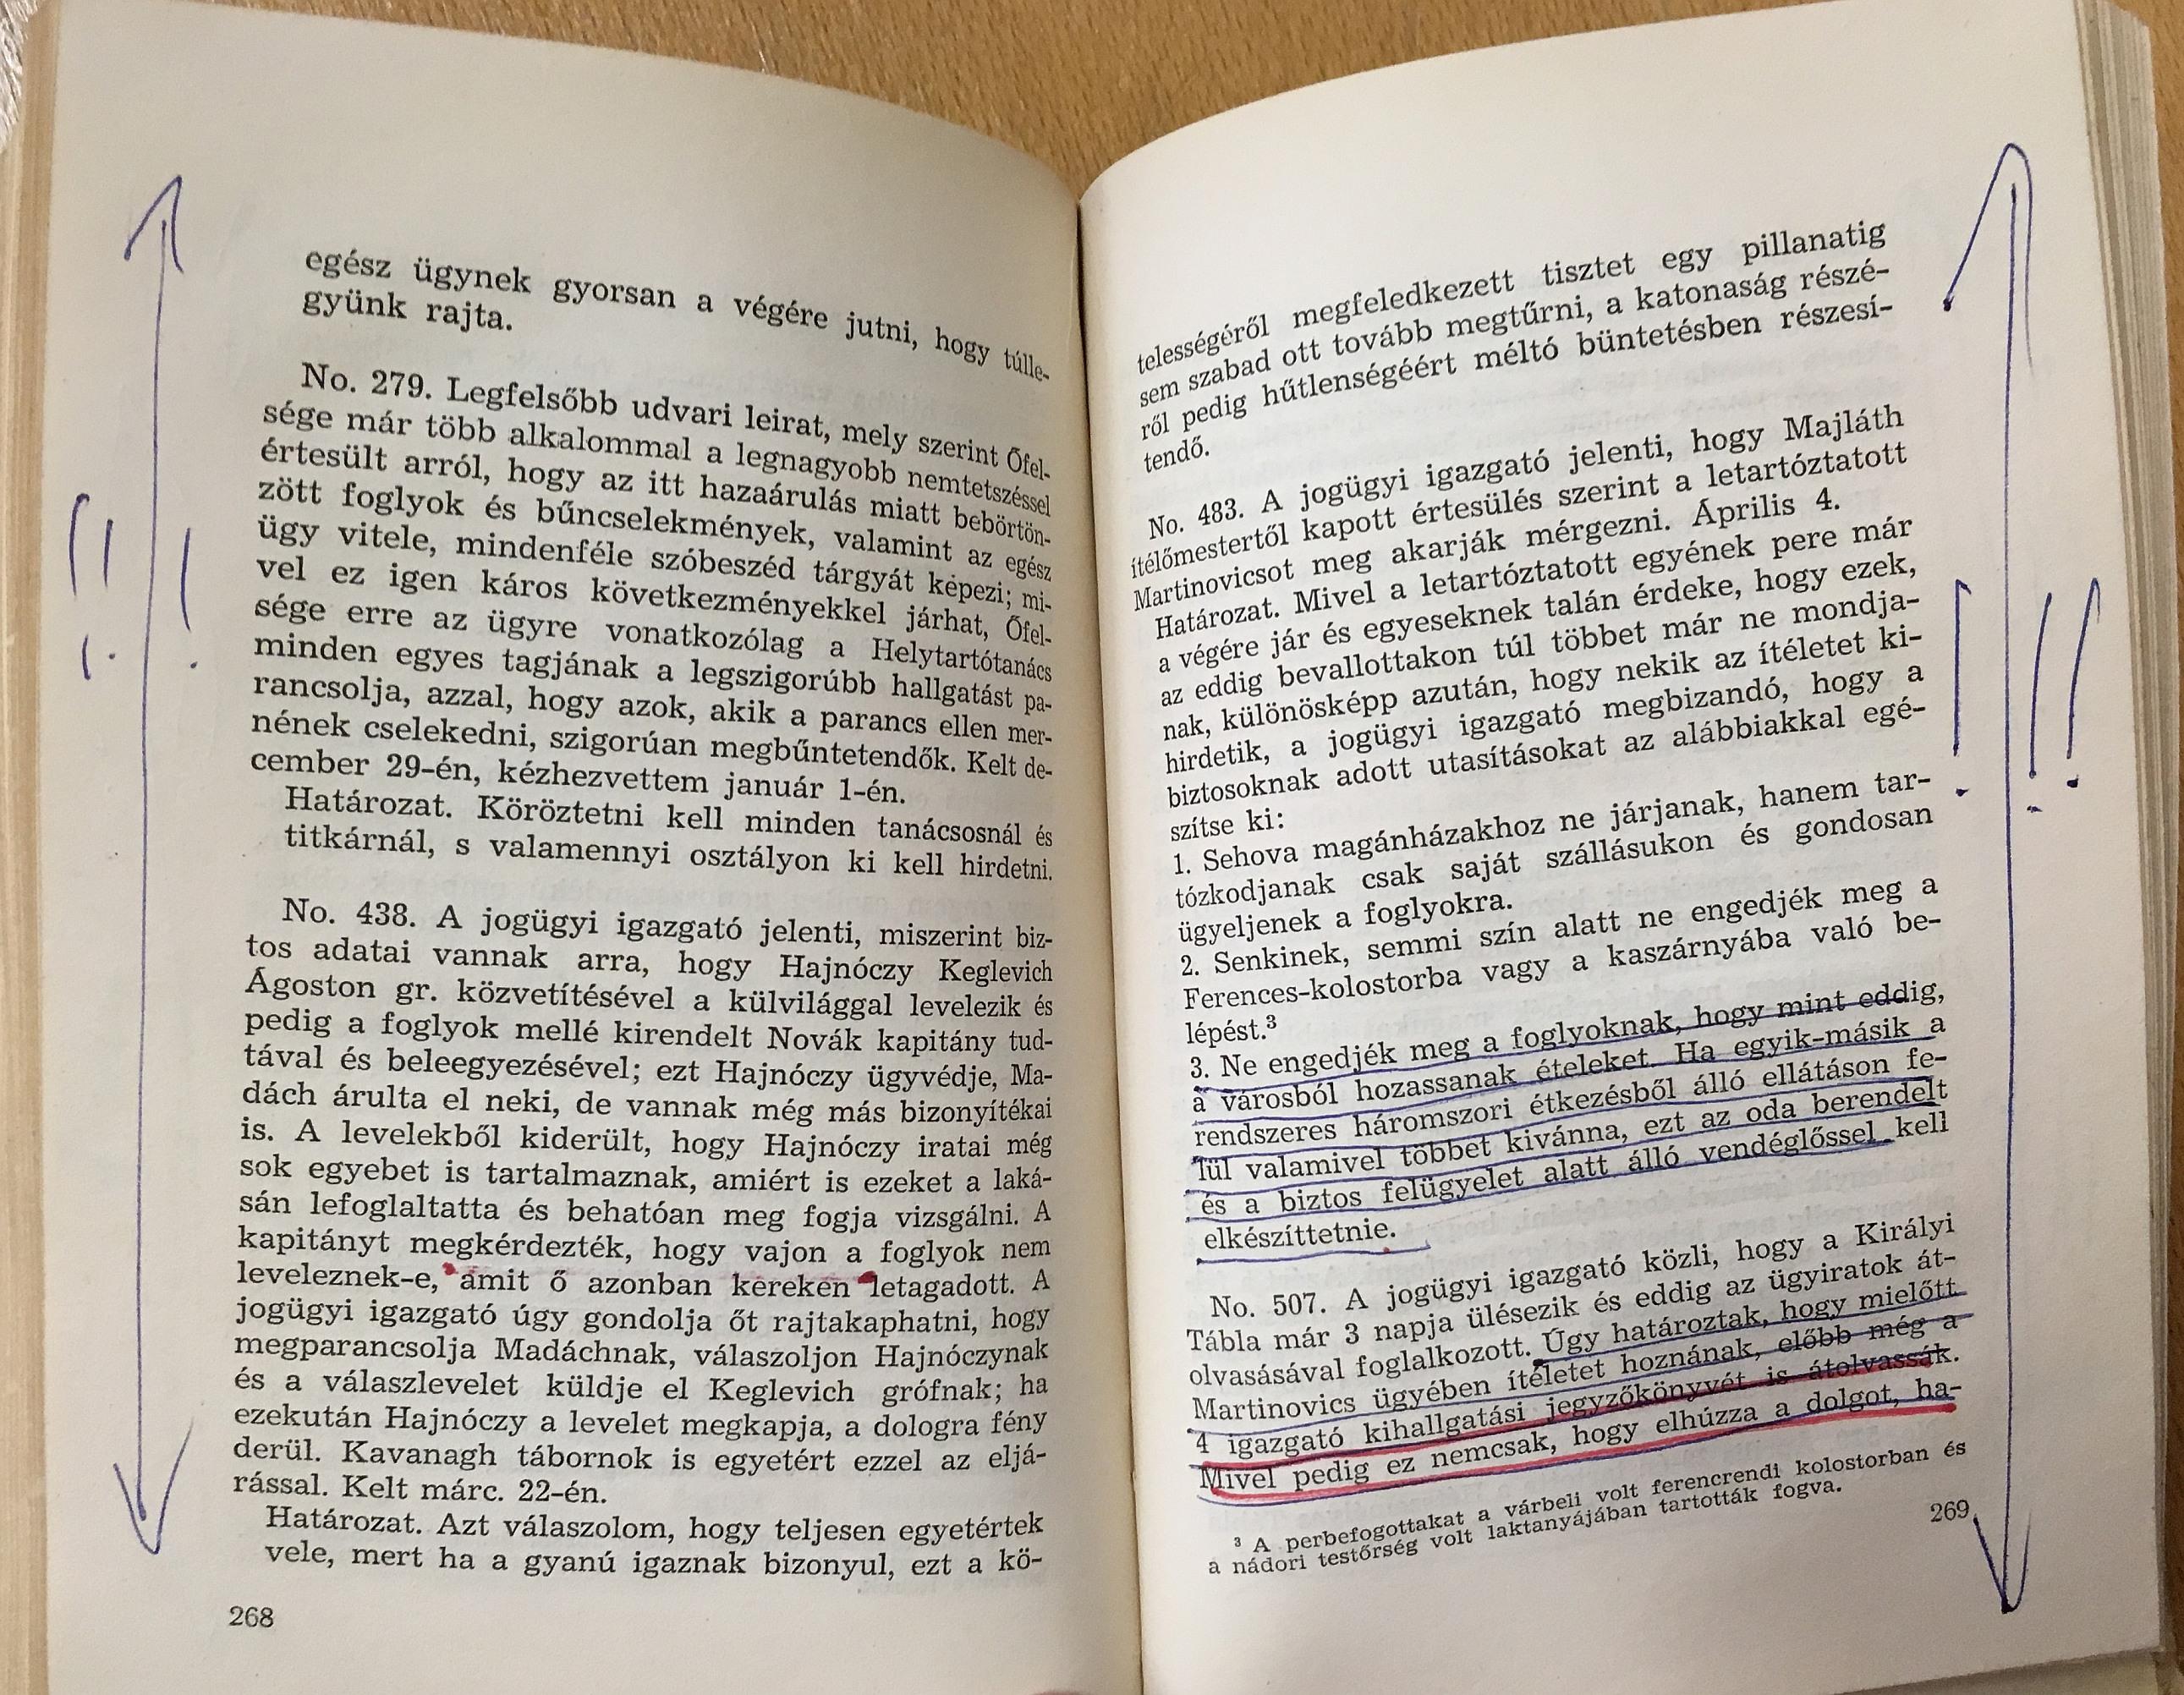 egész ügynek gyorsan a végére jutni, hogy túlle-
gyünk rajta.
No. 279. Legfelsőbb udvari leirat, mely szerint Őfel-
sége már több alkalommal a legnagyobb nemtetszéssel
értesült arról, hogy az itt hazaárulás miatt bebörtön-
zött foglyok és bűncselekmények, valamint az egész
ügy vitele, mindenféle szóbeszéd tárgyát képezi; mi-
vel ez igen káros következményekkel járhat, Őfel-
sége erre az ügyre vonatkozólag a Helytartótanács
minden egyes tagjának a legszigorúbb hallgatást pa-
rancsolja, azzal, hogy azok, akik a parancs ellen mer-
nének cselekedni, szigorúan megbűntetendők. Kelt de-
cember 29-én, kézhezvettem január 1-én.
Határozat. Köröztetni kell minden tanácsosnál és
titkárnál, s valamennyi osztályon ki kell hirdetni.
No. 438. A jogügyi igazgató jelenti, miszerint biz-
tos adatai vannak arra, hogy Hajnóczy Keglevich
Ágoston gr. közvetítésével a külvilággal levelezik és
pedig a foglyok mellé kirendelt Novák kapitány tud-
tával és beleegyezésével; ezt Hajnóczy ügyvédje, Ma-
dách árulta el neki, de vannak még más bizonyítékai
is. A levelekből kiderült, hogy Hajnóczy iratai még
sok egyebet is tartalmaznak, amiért is ezeket a laká-
sán lefoglaltatta és behatóan meg fogja vizsgálni. A
kapitányt megkérdezték, hogy vajon a foglyok nem
leveleznek-e, amit ő azonban kereken letagadott. A
jogügyi igazgató úgy gondolja őt rajtakaphatni, hogy
megparancsolja Madáchnak, válaszoljon Hajnóczynak
és a válaszlevelet küldje el Keglevich grófnak; ha
ezekután Hajnóczy a levelet megkapja, a dologra fény
derül. Kavanagh tábornok is egyetért ezzel az eljá-
rással. Kelt márc. 22-én.
Határozat. Azt válaszolom, hogy teljesen egyetértek
vele, mert ha a gyanú igaznak bizonyul, ezt a kö-
268
telességéről megfeledkezett tisztet egy pillanatig
sem szabad ott tovább megtűrni, a katonaság részé-
ről pedig hűtlenségéért méltó büntetésben részesí-
tendő.
No. 483. A jogügyi igazgató jelenti, hogy Majláth
ítélőmestertől kapott értesülés szerint a letartóztatott
Martinovicsot meg akarják mérgezni. Április 4.
Határozat. Mivel a letartóztatott egyének pere már
a végére jár és egyeseknek talán érdeke, hogy ezek,
az eddig bevallottakon túl többet már ne mondja-
nak, különösképp azután, hogy nekik az ítéletet ki-
hirdetik, a jogügyi igazgató megbizandó, hogy a
biztosoknak adott utasításokat az alábbiakkal egé-
szítse ki:
1. Sehova magánházakhoz ne járjanak, hanem tar-
tózkodjanak csak saját szállásukon és gondosan
ügyeljenek a foglyokra.
2. Senkinek, semmi szín alatt ne engedjék meg a
Ferences-kolostorba vagy a kaszárnyába való be-
lépést.³
3. Ne engedjék meg a foglyoknak, hogy mint eddig,
a városból hozassanak ételeket. Ha egyik-másik a
rendszeres háromszori étkezésből álló ellátáson fe-
lül valamivel többet kivánna, ezt az oda berendelt
és a biztos felügyelet alatt álló vendéglőssel kell
elkészíttetnie.
No. 507. A jogügyi igazgató közli, hogy a Királyi
Tábla már 3 napja ülésezik és eddig az ügyiratok át-
olvasásával foglalkozott. Úgy határoztak, hogy mielőtt
Martinovics ügyében ítéletet hoznának, előbb még a
4 igazgató kihallgatási jegyzőkönyvét is átolvassák.
Mivel pedig ez nemcsak, hogy elhúzza a dolgot, ha-
³ A perbefogottakat a várbeli volt ferencrendi kolostorban és
a nádori testőrség volt laktanyájában tartották fogva.
269